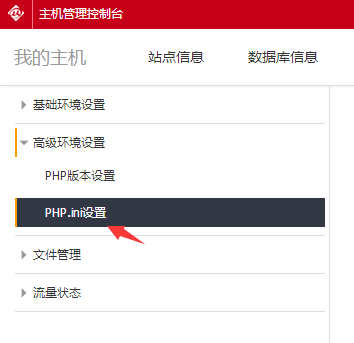 主机管理控制台
我的主机 站点信息 数据库信息
基础环境设置
高级环境设置
PHP版本设置
PHP.ini设置
文件管理
流量状态